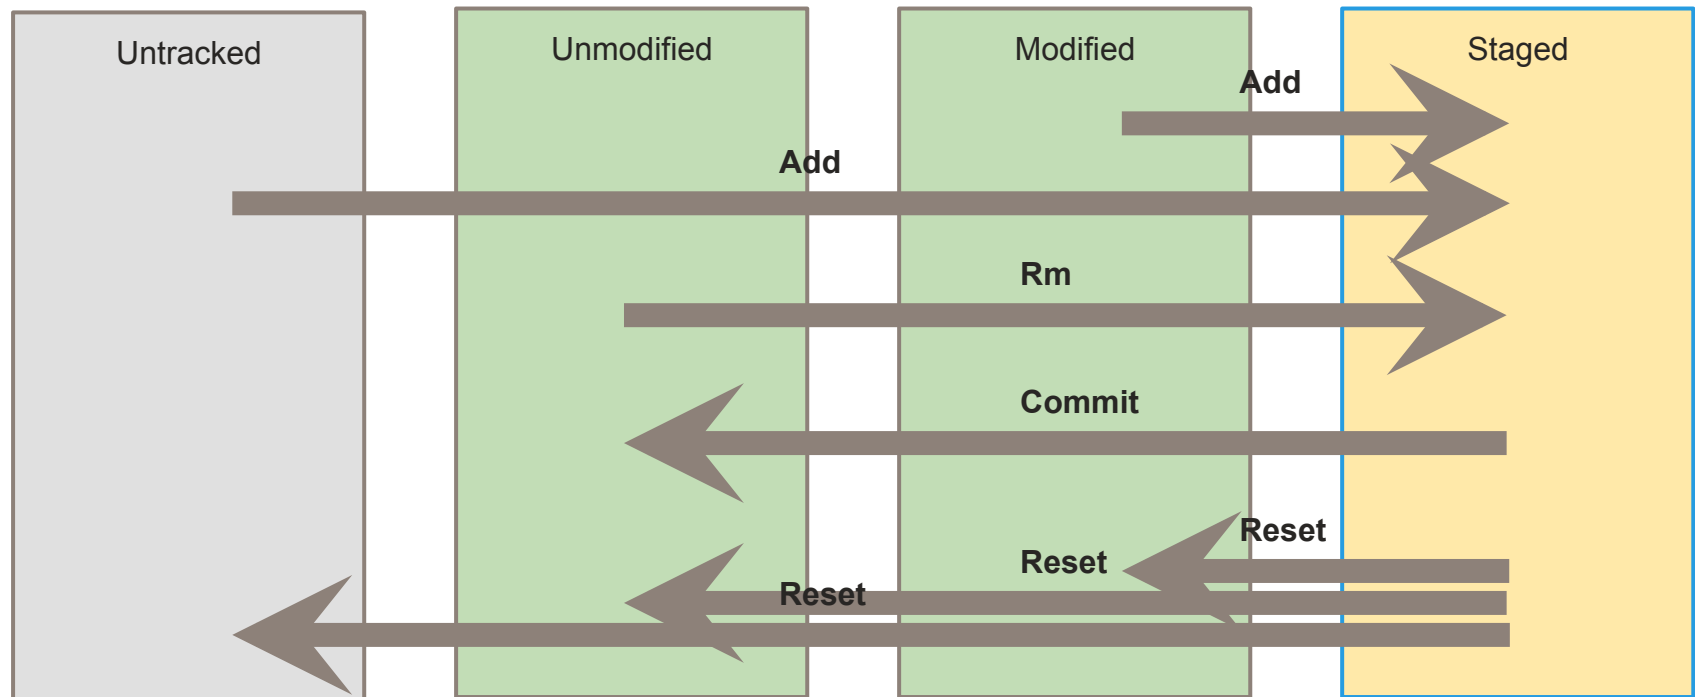 Untracked
Unmodified
Modified
Staged
Add
Add
Rm
Commit
Reset
Reset
Reset